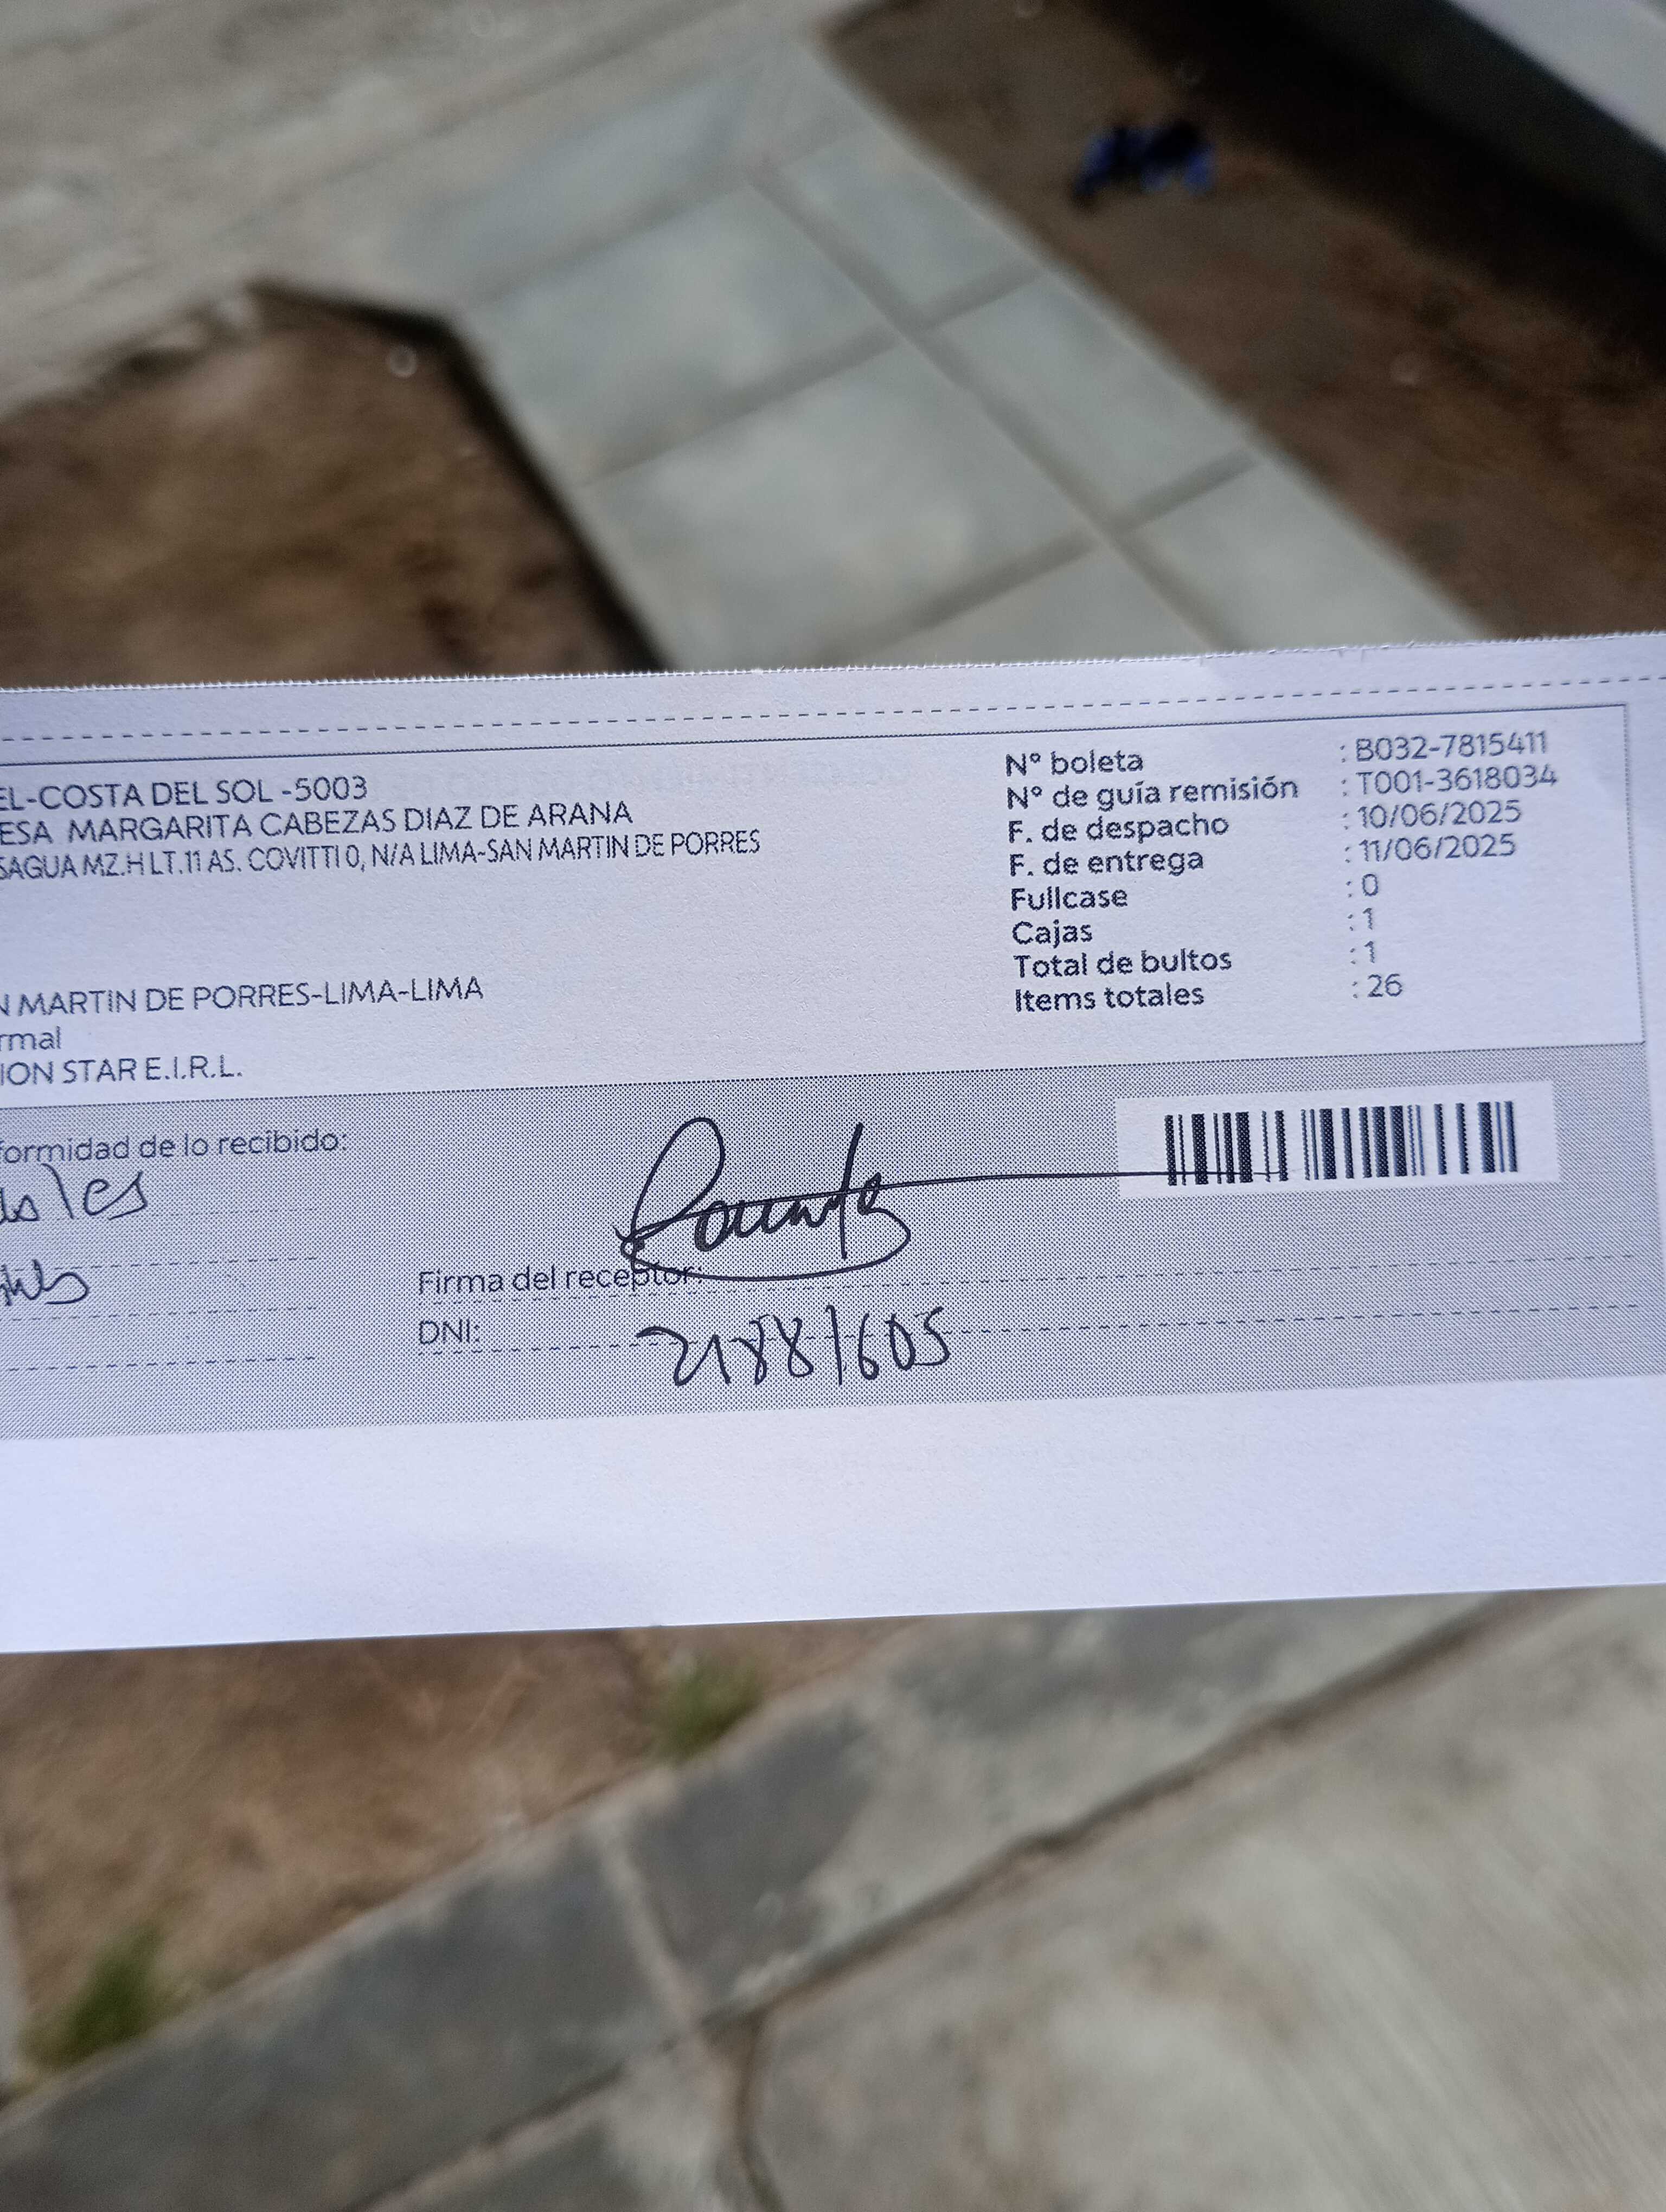 EL-COSTA DEL SOL -5003
ESA MARGARITA CABEZAS DIAZ DE ARANA
SAGUA MZ.H LT.11 AS. COVITTI 0, N/A LIMA-SAN MARTIN DE PORRES
N MARTIN DE PORRES-LIMA-LIMA
rmal
ION STAR E.I.R.L.
N° boleta : B032-7815411
N° de guía remisión : T001-3618034
F. de despacho : 10/06/2025
F. de entrega : 11/06/2025
Fullcase : 0
Cajas : 1
Total de bultos : 1
Items totales : 26
formidad de lo recibido:
Firma del receptor:
DNI: 21881605